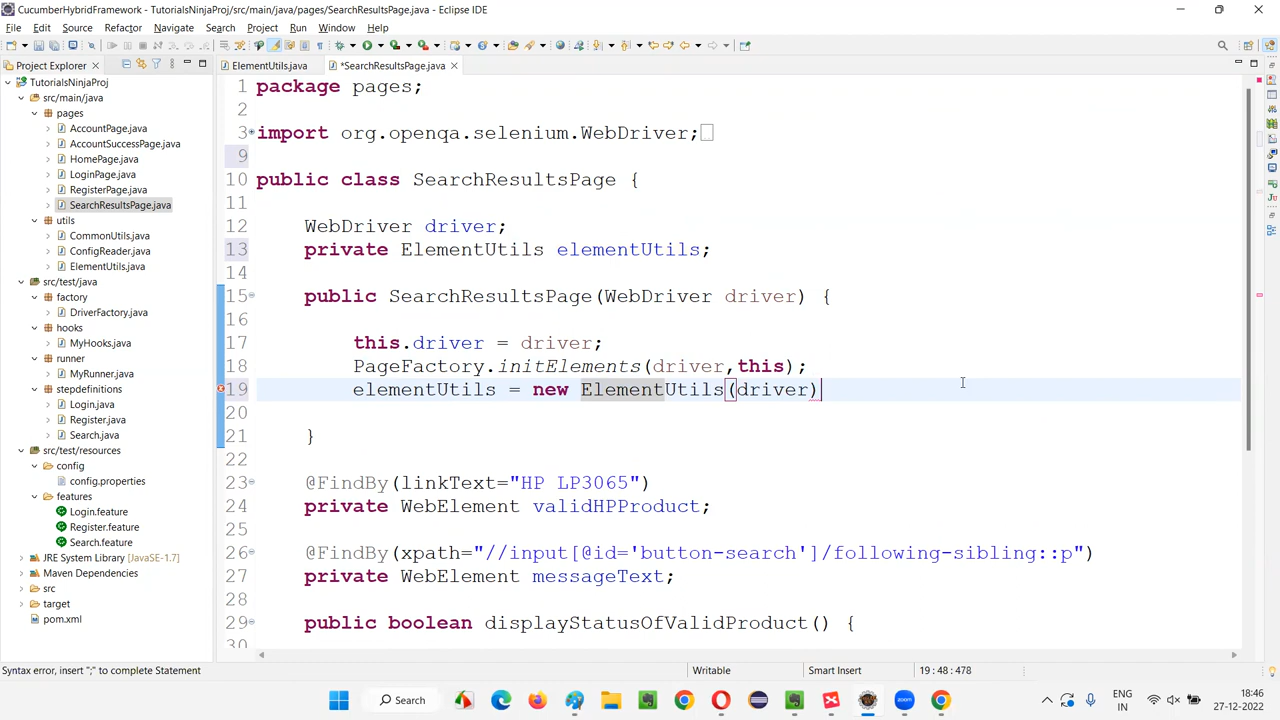 CucumberHybridFramework - TutorialsNinjaProj/src/main/java/pages/SearchResultsPage.java - Eclipse IDE
File Edit Source Refactor Navigate Search Project Run Window Help
Project Explorer
ElementUtils.java
*SearchResultsPage.java
TutorialsNinjaProj
src/main/java
pages
AccountPage.java
AccountSuccessPage.java
HomePage.java
LoginPage.java
RegisterPage.java
SearchResultsPage.java
utils
CommonUtils.java
ConfigReader.java
ElementUtils.java
src/test/java
factory
DriverFactory.java
hooks
MyHooks.java
runner
MyRunner.java
stepdefinitions
Login.java
Register.java
Search.java
src/test/resources
config
config.properties
features
Login.feature
Register.feature
Search.feature
JRE System Library [JavaSE-1.7]
Maven Dependencies
src
target
pom.xml
1 package pages;
2
3 import org.openqa.selenium.WebDriver;
9
10 public class SearchResultsPage {
11
12 WebDriver driver;
13 private ElementUtils elementUtils;
14
15 public SearchResultsPage(WebDriver driver) {
16
17 this.driver = driver;
18 PageFactory.initElements(driver,this);
19 elementUtils = new ElementUtils(driver)
20
21 }
22
23 @FindBy(linkText="HP LP3065")
24 private WebElement validHPProduct;
25
26 @FindBy(xpath="//input[@id='button-search']/following-sibling::p")
27 private WebElement messageText;
28
29 public boolean displayStatusOfValidProduct() {
30
Syntax error, insert ";" to complete Statement
Writable
Smart Insert
19 : 48 : 478
Search
ENG
IN
18:46
27-12-2022